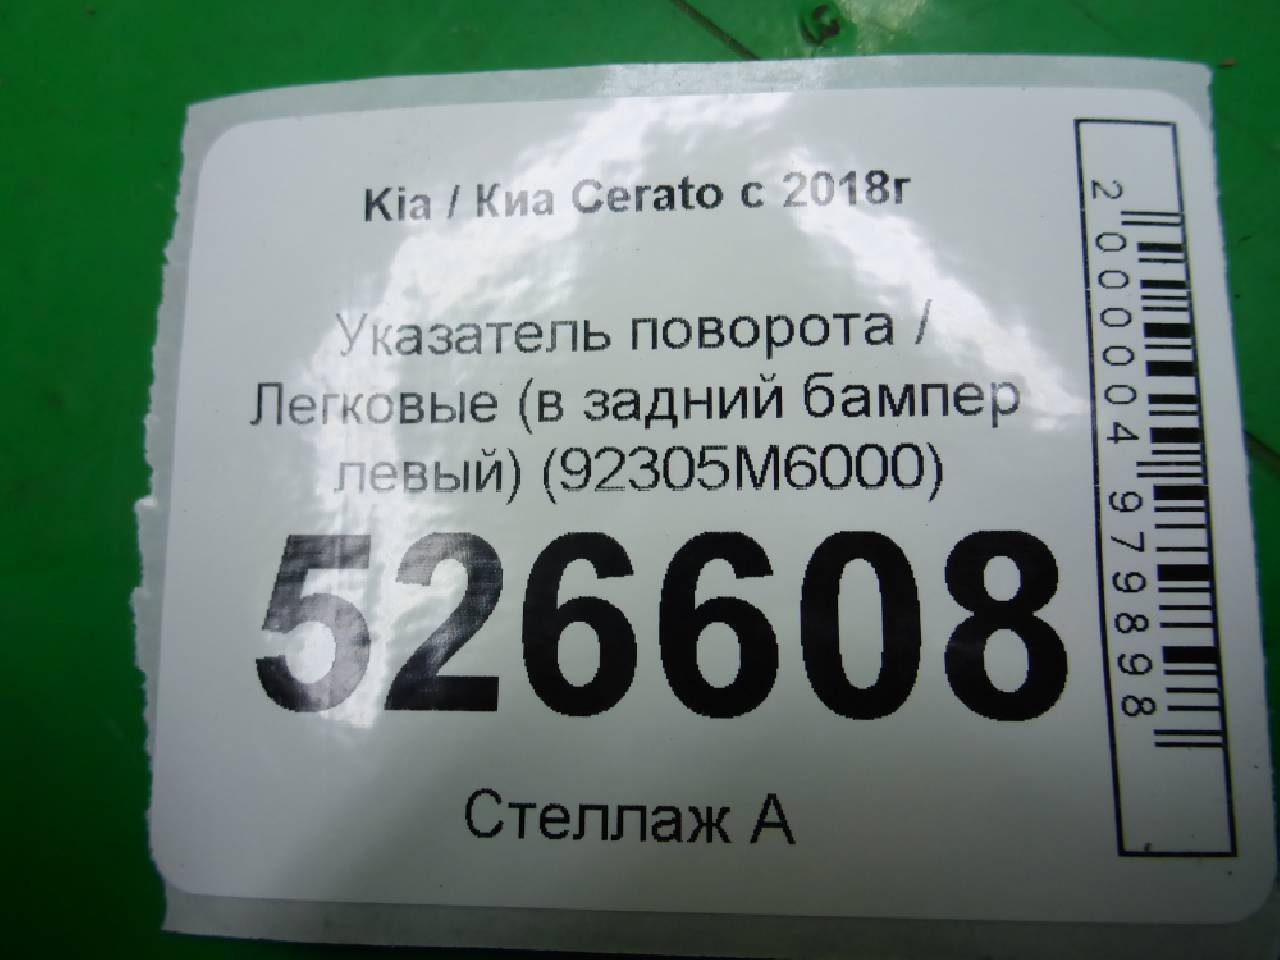 Kia / Киа Cerato с 2018г
Указатель поворота /
Легковые (в задний бампер
левый) (92305M6000)
526608
Стеллаж А
2000004979898